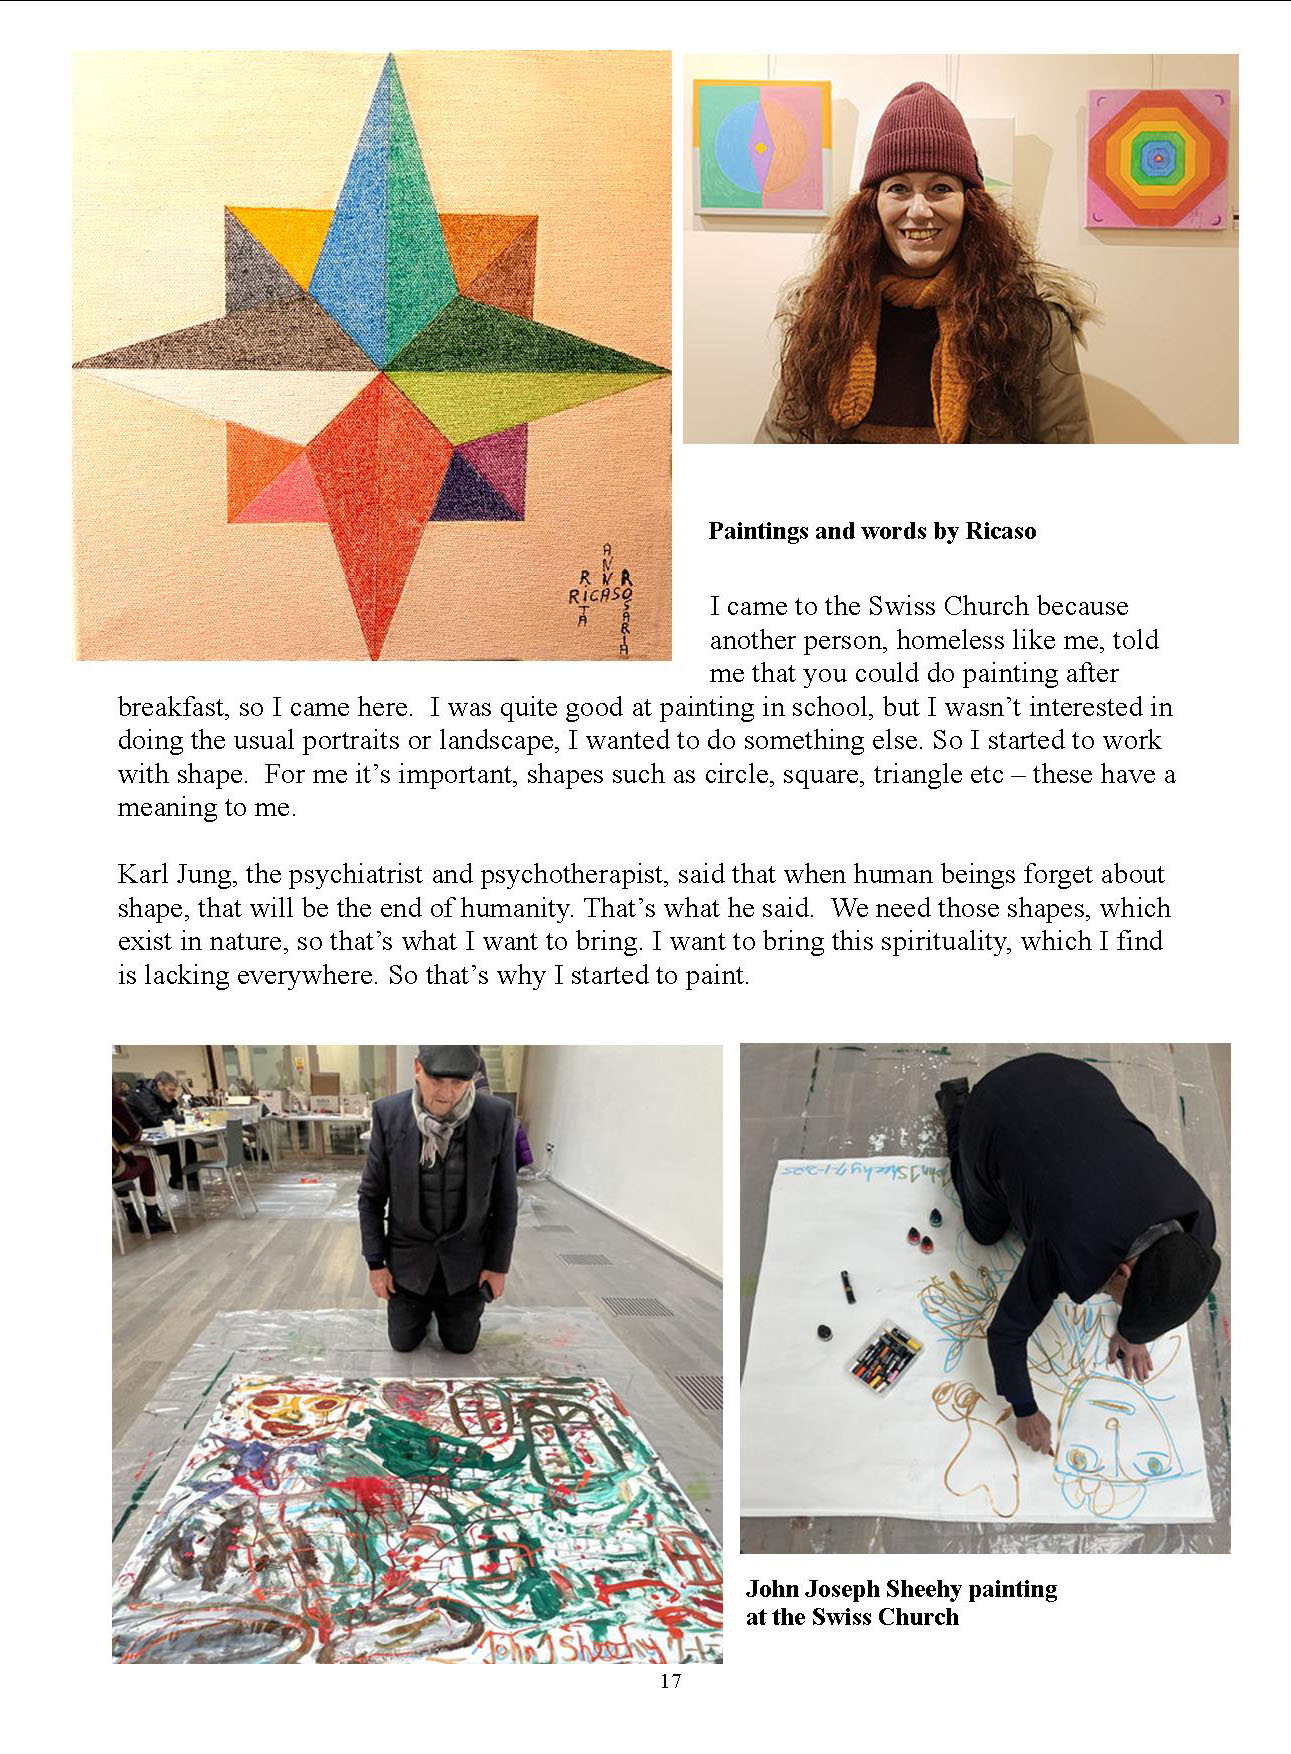 ANN
RITA
RICASO
ROSARIA
Paintings and words by Ricaso
I came to the Swiss Church because
another person, homeless like me, told
me that you could do painting after
breakfast, so I came here.  I was quite good at painting in school, but I wasn’t interested in
doing the usual portraits or landscape, I wanted to do something else. So I started to work
with shape.  For me it’s important, shapes such as circle, square, triangle etc – these have a
meaning to me.
Karl Jung, the psychiatrist and psychotherapist, said that when human beings forget about
shape, that will be the end of humanity. That’s what he said.  We need those shapes, which
exist in nature, so that’s what I want to bring. I want to bring this spirituality, which I find
is lacking everywhere. So that’s why I started to paint.
John J Sheehy 7-1-2025
John J Sheehy 7-1-
John Joseph Sheehy painting
at the Swiss Church
17